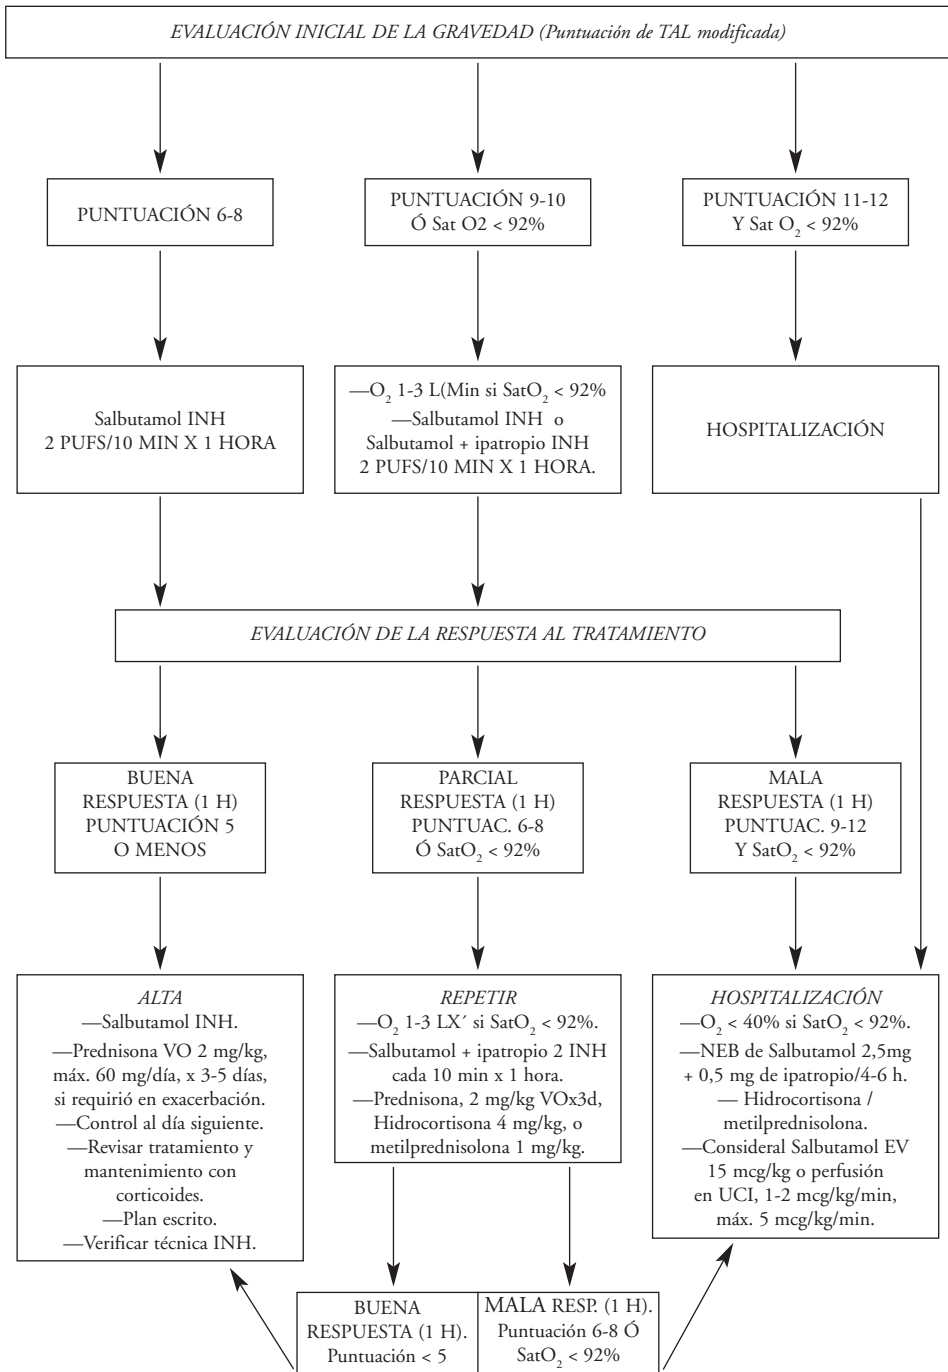 EVALUACIÓN INICIAL DE LA GRAVEDAD (Puntuación de TAL modificada)
PUNTUACIÓN 6-8
PUNTUACIÓN 9-10
Ó Sat O2 < 92%
PUNTUACIÓN 11-12
Y Sat O₂ < 92%
Salbutamol INH
2 PUFS/10 MIN X 1 HORA
—O₂ 1-3 L(Min si SatO₂ < 92%
—Salbutamol INH o
Salbutamol + ipatropio INH
2 PUFS/10 MIN X 1 HORA.
HOSPITALIZACIÓN
EVALUACIÓN DE LA RESPUESTA AL TRATAMIENTO
BUENA
RESPUESTA (1 H)
PUNTUACIÓN 5
O MENOS
PARCIAL
RESPUESTA (1 H)
PUNTUAC. 6-8
Ó SatO₂ < 92%
MALA
RESPUESTA (1 H)
PUNTUAC. 9-12
Y SatO₂ < 92%
ALTA
—Salbutamol INH.
—Prednisona VO 2 mg/kg,
máx. 60 mg/día, x 3-5 días,
si requirió en exacerbación.
—Control al día siguiente.
—Revisar tratamiento y
mantenimiento con
corticoides.
—Plan escrito.
—Verificar técnica INH.
REPETIR
—O₂ 1-3 LX´ si SatO₂ < 92%.
—Salbutamol + ipatropio 2 INH
cada 10 min x 1 hora.
—Prednisona, 2 mg/kg VOx3d,
Hidrocortisona 4 mg/kg, o
metilprednisolona 1 mg/kg.
HOSPITALIZACIÓN
—O₂ < 40% si SatO₂ < 92%.
—NEB de Salbutamol 2,5mg
+ 0,5 mg de ipatropio/4-6 h.
— Hidrocortisona /
metilprednisolona.
—Consideral Salbutamol EV
15 mcg/kg o perfusión
en UCI, 1-2 mcg/kg/min,
máx. 5 mcg/kg/min.
BUENA
RESPUESTA (1 H).
Puntuación < 5
MALA RESP. (1 H).
Puntuación 6-8 Ó
SatO₂ < 92%